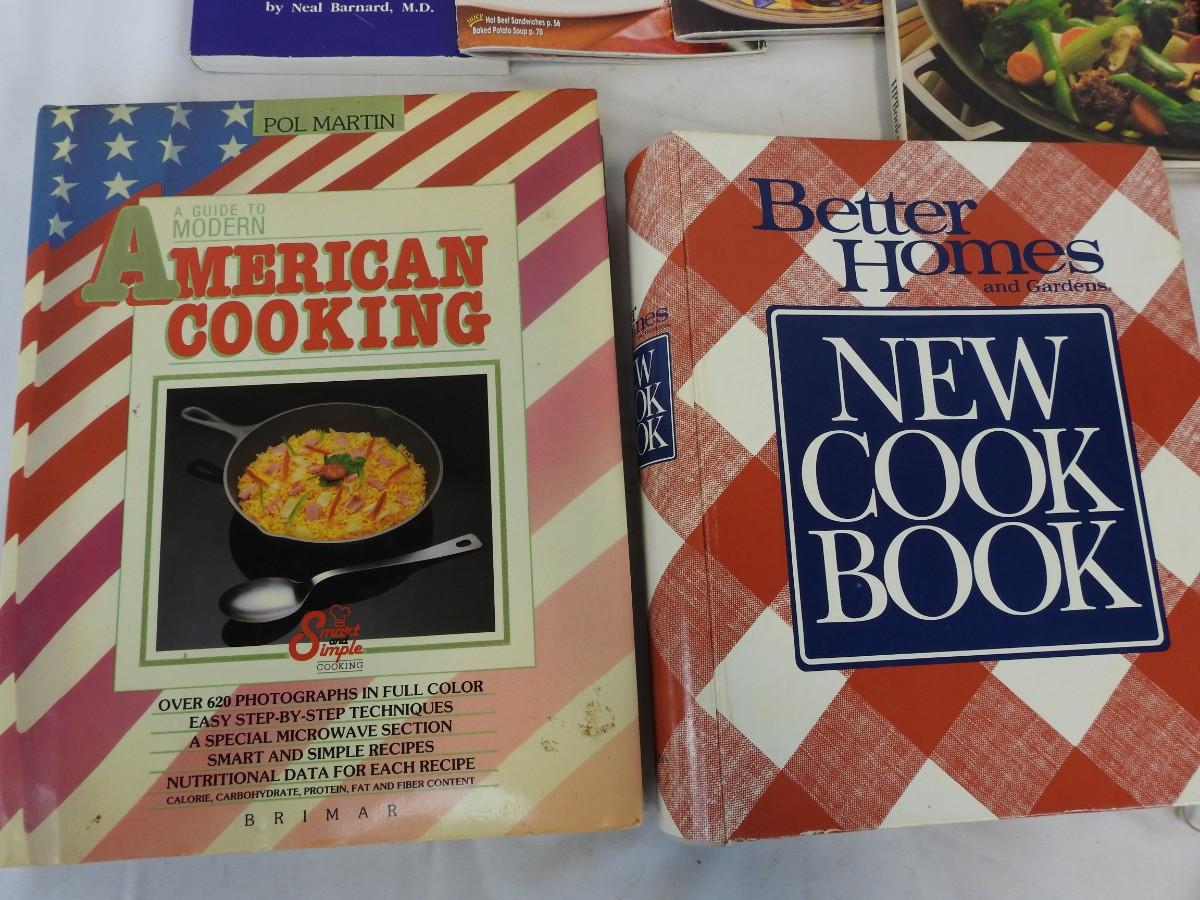 by Neal Barnard, M.D.
Hot Beef Sandwiches p. 56
Baked Potato Soup p. 70
POL MARTIN
A GUIDE TO
MODERN
AMERICAN
COOKING
Smart
and
Simple
COOKING
OVER 620 PHOTOGRAPHS IN FULL COLOR
EASY STEP-BY-STEP TECHNIQUES
A SPECIAL MICROWAVE SECTION
SMART AND SIMPLE RECIPES
NUTRITIONAL DATA FOR EACH RECIPE
CALORIE, CARBOHYDRATE, PROTEIN, FAT AND FIBER CONTENT
BRIMAR
Better
Homes
and Gardens®
NEW
COOK
BOOK